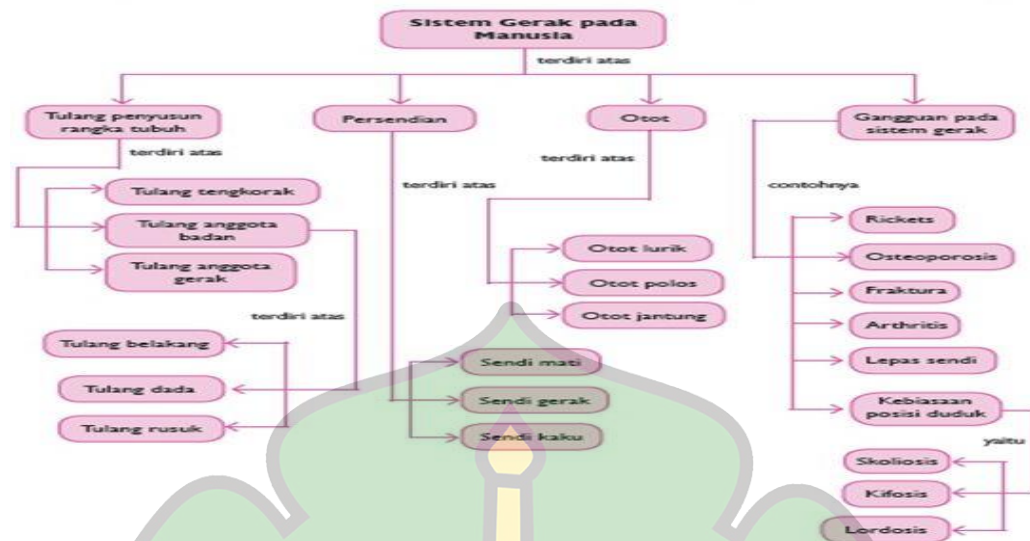 Sistem Gerak pada
Manusia
terdiri atas
Tulang penyusun
rangka tubuh
Persendian
Otot
Gangguan pada
sistem gerak
terdiri atas
terdiri atas
terdiri atas
contohnya
Tulang tengkorak
Tulang anggota
badan
Tulang anggota
gerak
terdiri atas
Tulang belakang
Tulang dada
Tulang rusuk
Sendi mati
Sendi gerak
Sendi kaku
Otot lurik
Otot polos
Otot jantung
Rickets
Osteoporosis
Fraktura
Arthritis
Lepas sendi
Kebiasaan
posisi duduk
yaitu
Skoliosis
Kifosis
Lordosis